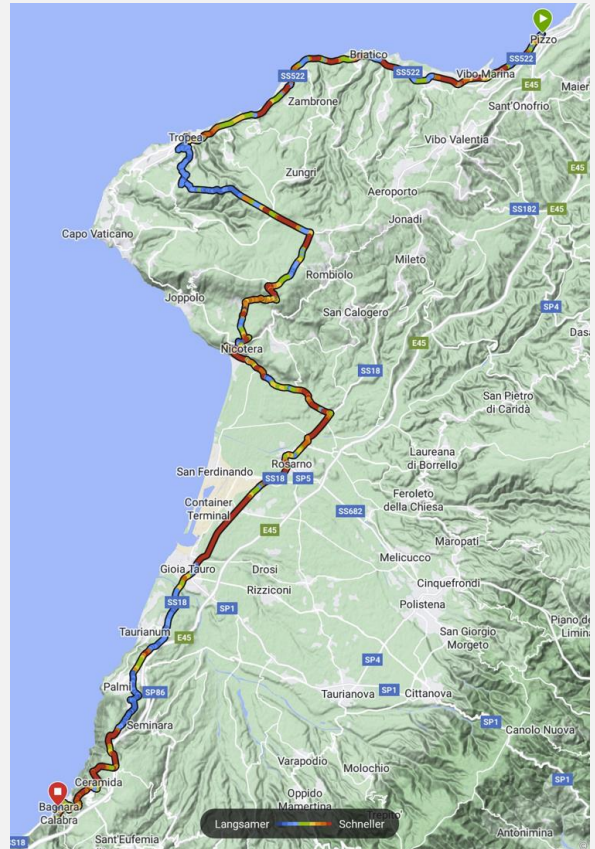 Pizzo
SS522
Briatico
SS522
SS522
Vibo Marina
E45
Maier
Zambrone
Sant'Onofrio
Tropea
Vibo Valentia
Zungri
E45
Aeroporto
SS182
E45
Jonadi
Capo Vaticano
Mileto
Rombiolo
Joppolo
SP4
San Calogero
Das
E45
Nicotera
SS18
San Pietro
di Caridà
Laureana
di Borrello
Rosarno
San Ferdinando
SS18
SP5
Feroleto
della Chiesa
Container
Terminal
SS682
E45
Maropati
Melicucco
Gioia Tauro
Drosi
Cinquefrondi
Rizziconi
SS18
SP1
Polistena
Piano de
Limin
Taurianum
E45
San Giorgio
Morgeto
SP4
Palmi
SP86
Taurianova
SP1
Cittanova
Seminara
SP1
Canolo Nuova
Varapodio
Molochio
Ceramida
SP1
Bagnara
Calabra
Oppido
Mamertina
Trepitò
Langsamer
Schneller
SS18
Sant'Eufemia
Antonimina